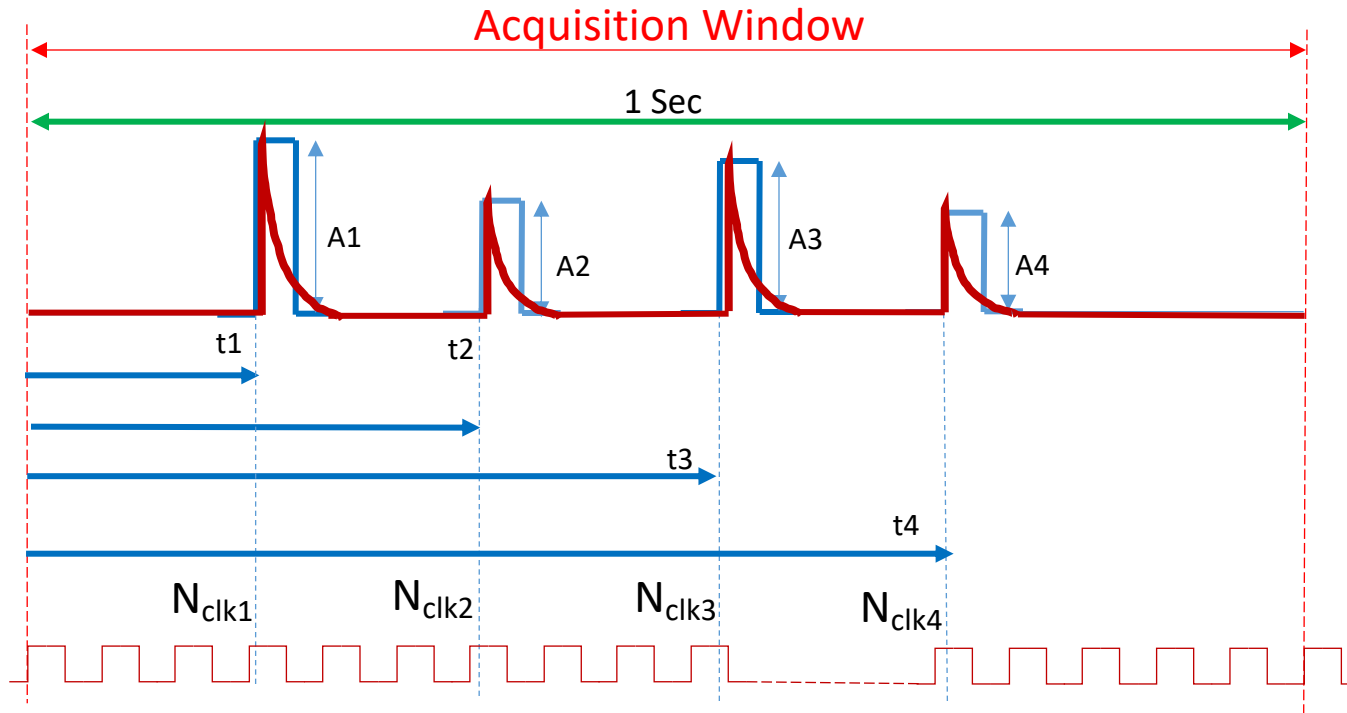 Acquisition Window
1 Sec
A1
A2
A3
A4
t1
t2
t3
t4
Nclk1
Nclk2
Nclk3
Nclk4